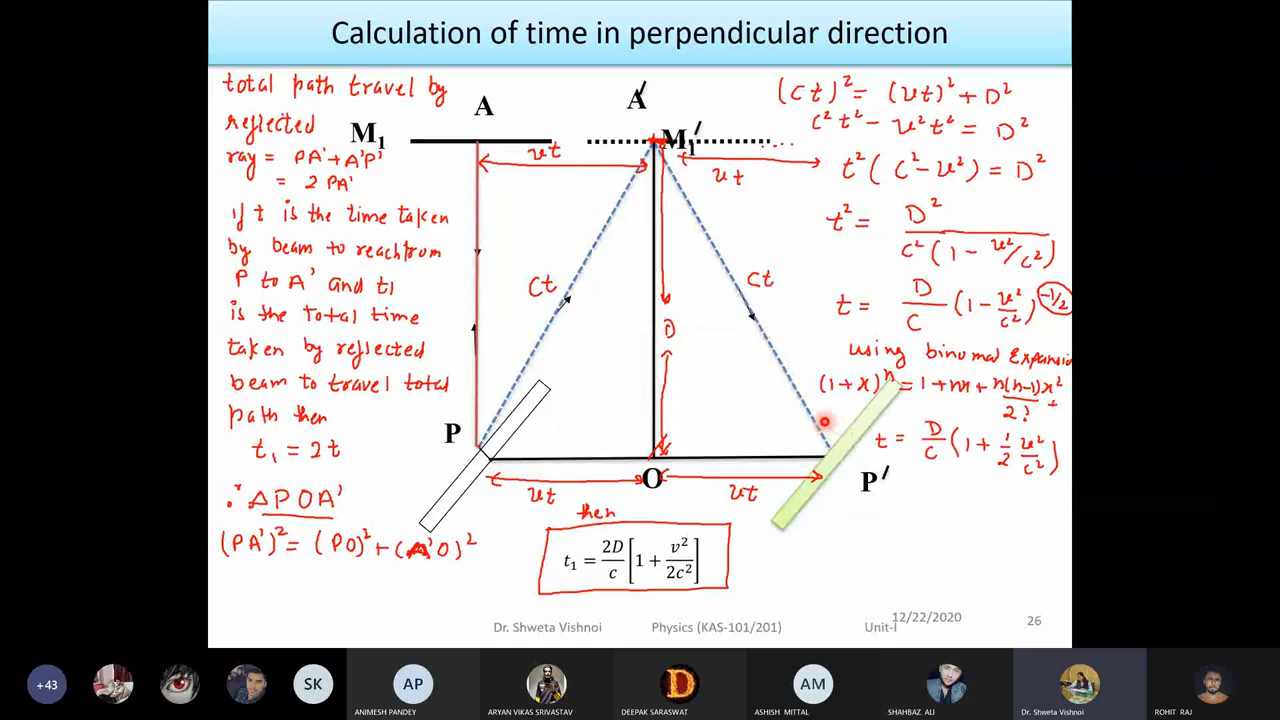 Calculation of time in perpendicular direction
total path travel by
reflected
ray = PA' + A'P'
= 2 PA'
if t is the time taken
by beam to reach from
P to A' and t1
is the total time
taken by reflected
beam to travel total
path then
t₁ = 2t
∴ ΔPOA'
(PA')² = (PO)² + (A'O)²
A
A'
M₁
M₁'
vt
vt
ct
ct
D
P
O
P'
vt
vt
then
t₁ = 2D/c [1 + v²/2c²]
(ct)² = (vt)² + D²
c²t² - v²t² = D²
t² (c² - v²) = D²
t² = D² / c² (1 - v²/c²)
t = D/C (1 - v²/c²)^-1/2
using binomal Expansio
(1+x)ⁿ = 1 + nx + n(n-1)x²/2! +
t = D/C (1 + 1/2 v²/c²)
Dr. Shweta Vishnoi Physics (KAS-101/201) Unit-I 12/22/2020 26
+43
SK
AP
AM
ANIMESH PANDEY
ARYAN VIKAS SRIVASTAV
DEEPAK SARASWAT
ASHISH MITTAL
SHAHBAZ ALI
Dr. Shweta Vishnoi
ROHIT RAJ